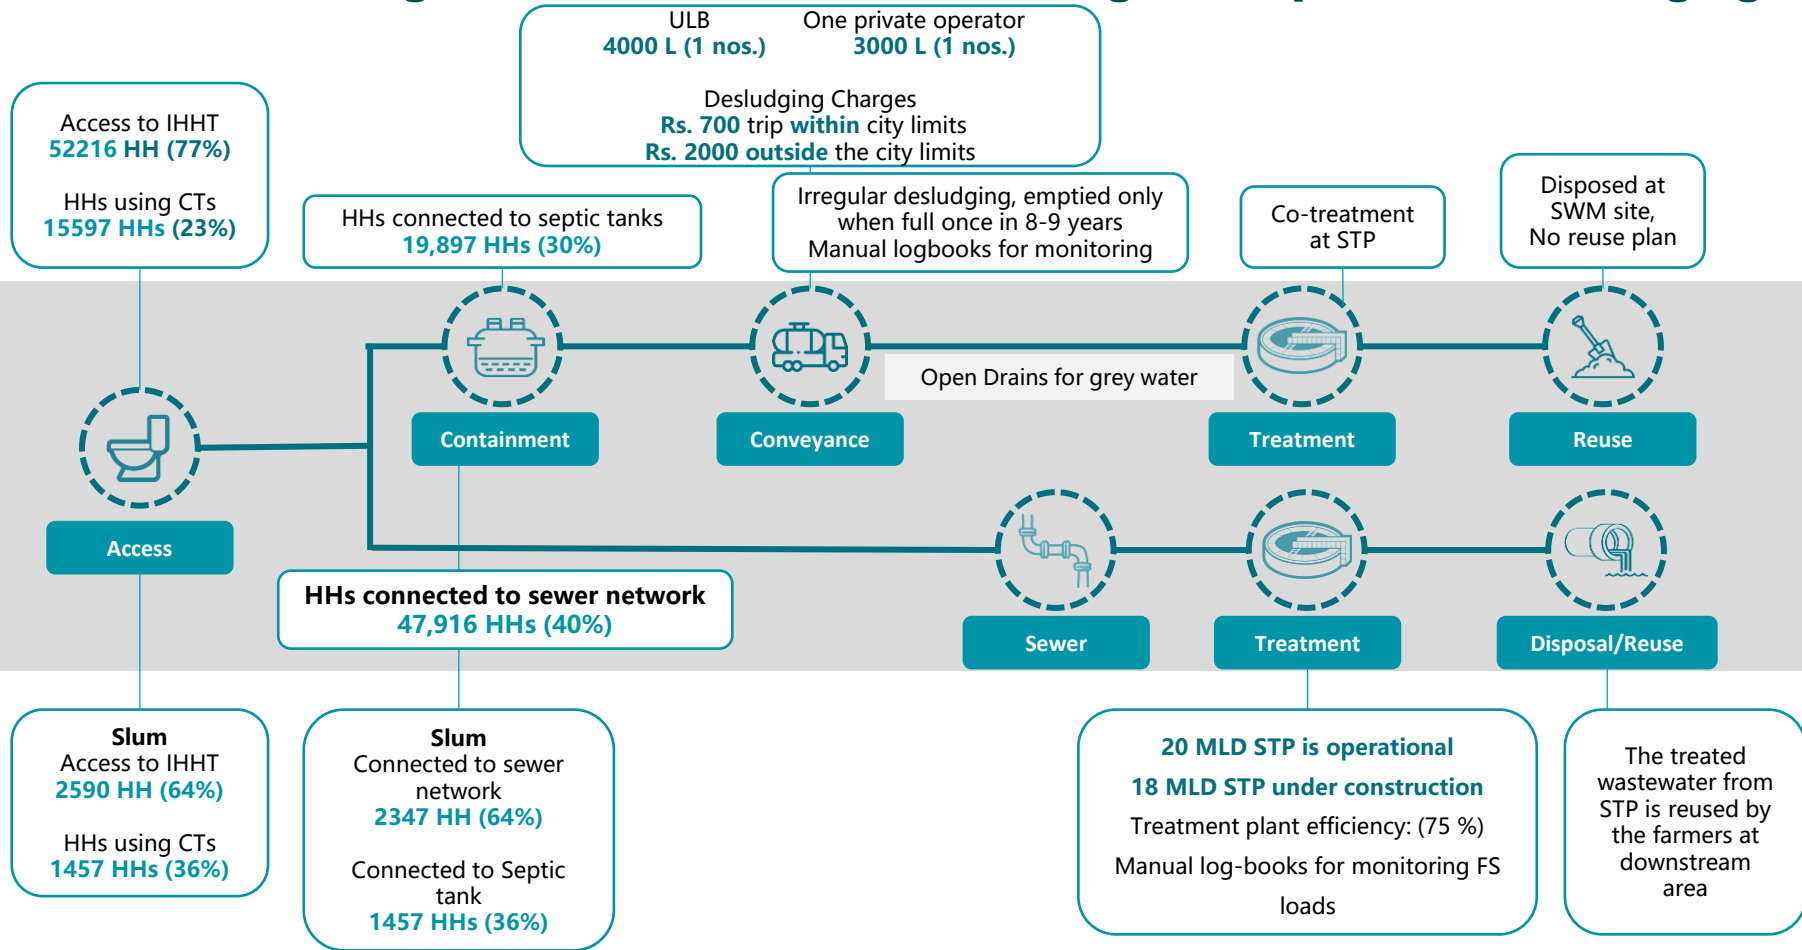 ULB One private operator
4000 L (1 nos.) 3000 L (1 nos.)
Desludging Charges
Rs. 700 trip within city limits
Rs. 2000 outside the city limits
Access to IHHT
52216 HH (77%)
HHs using CTs
15597 HHs (23%)
HHs connected to septic tanks
19,897 HHs (30%)
Irregular desludging, emptied only
when full once in 8-9 years
Manual logbooks for monitoring
Co-treatment
at STP
Disposed at
SWM site,
No reuse plan
Open Drains for grey water
Containment
Conveyance
Treatment
Reuse
Access
HHs connected to sewer network
47,916 HHs (40%)
Sewer
Treatment
Disposal/Reuse
Slum
Access to IHHT
2590 HH (64%)
HHs using CTs
1457 HHs (36%)
Slum
Connected to sewer
network
2347 HH (64%)
Connected to Septic
tank
1457 HHs (36%)
20 MLD STP is operational
18 MLD STP under construction
Treatment plant efficiency: (75 %)
Manual log-books for monitoring FS
loads
The treated
wastewater from
STP is reused by
the farmers at
downstream
area